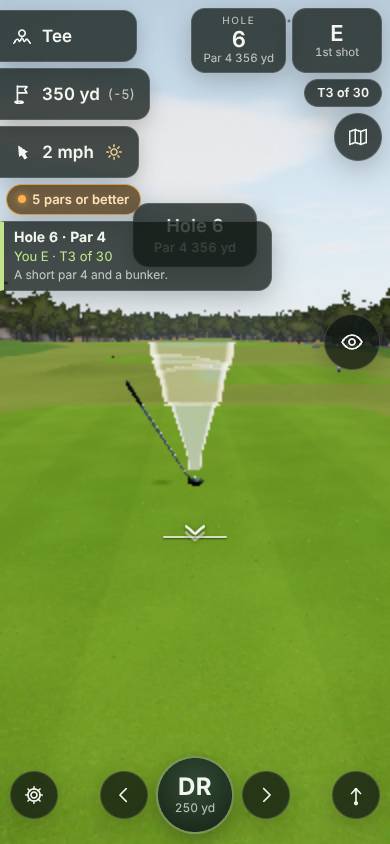 Tee
HOLE
6
Par 4 356 yd
E
1st shot
350 yd (-5)
T3 of 30
2 mph
5 pars or better
Hole 6
Par 4 356 yd
Hole 6 · Par 4
You E · T3 of 30
A short par 4 and a bunker.
DR
250 yd